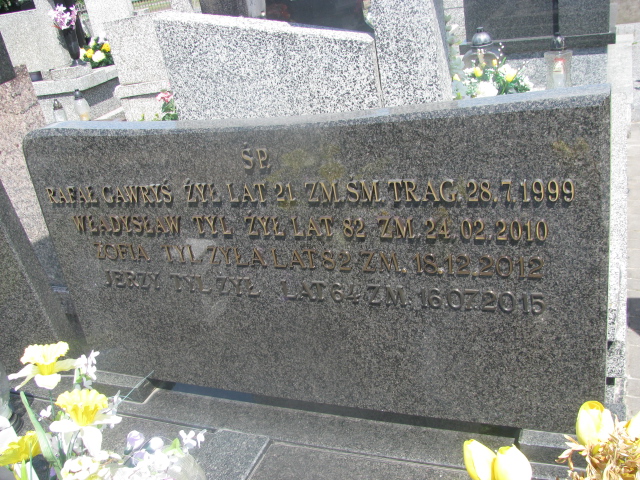 Ś.P.
RAFAŁ GAWRYŚ ŻYŁ LAT 21 ZM.ŚM.TRAG. 28.7.1999
WŁADYSŁAW TYL ŻYŁ LAT 82 ZM. 24.02.2010
ZOFIA TYL ŻYŁA LAT 82 ZM. 18.12.2012
JERZY TYL ŻYŁ LAT 64 ZM. 16.07.2015